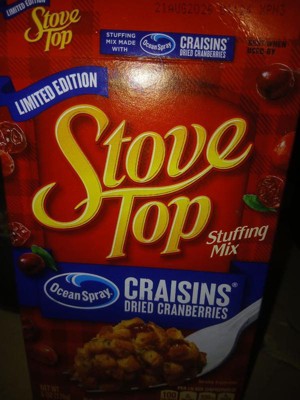 LIMITED EDITION
Stove
Top
STUFFING
MIX MADE
WITH
Ocean Spray
CRAISINS®
DRIED CRANBERRIES
LIMITED EDITION
Stove
Top
Stuffing
Mix
Ocean Spray
CRAISINS®
DRIED CRANBERRIES